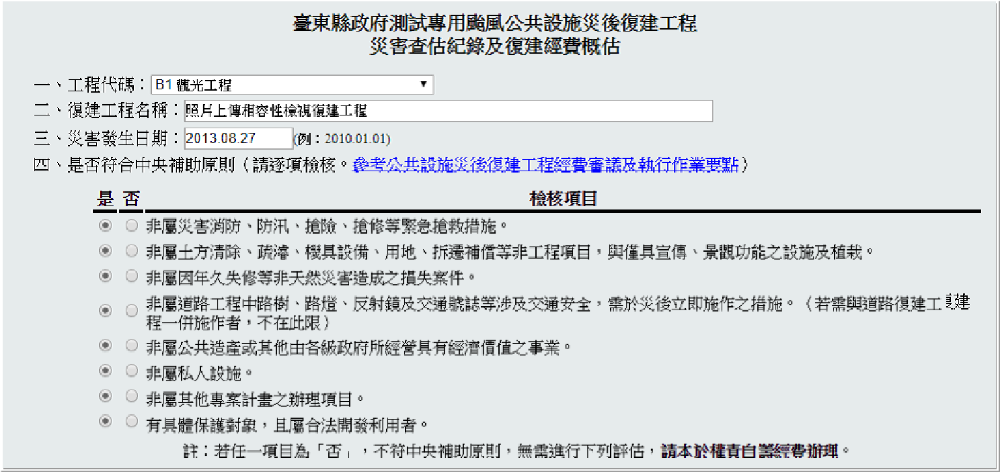 臺東縣政府測試專用颱風公共設施災後復建工程
災害查估紀錄及復建經費概估
一、工程代碼：B1 觀光工程
二、復建工程名稱：照片上傳相容性檢視復建工程
三、災害發生日期：2013.08.27(例：2010.01.01)
四、是否符合中央補助原則（請逐項檢核。參考公共設施災後復建工程經費審議及執行作業要點）
是 否 檢核項目
非屬災害消防、防汛、搶險、搶修等緊急搶救措施。
非屬土方清除、疏濬、機具設備、用地、拆遷補償等非工程項目，與僅具宣傳、景觀功能之設施及植栽。
非屬因年久失修等非天然災害造成之損失案件。
非屬道路工程中路樹、路燈、反射鏡及交通號誌等涉及交通安全，需於災後立即施作之措施。（若需與道路復建工復建
程一併施作者，不在此限）
非屬公共造產或其他由各級政府所經營具有經濟價值之事業。
非屬私人設施。
非屬其他專案計畫之辦理項目。
有具體保護對象，且屬合法開發利用者。
註：若任一項目為「否」，不符中央補助原則，無需進行下列評估，請本於權責自籌經費辦理。